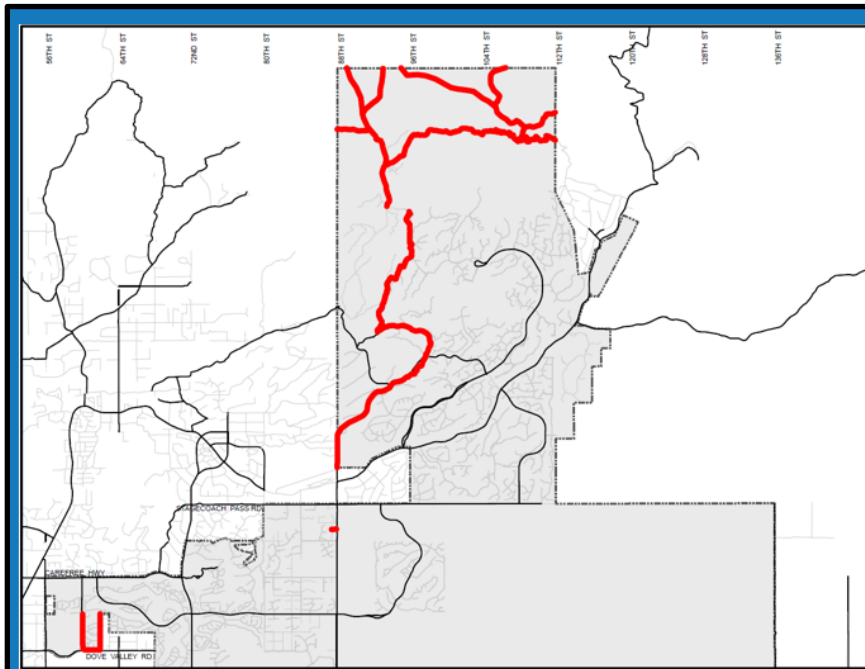 56TH ST
64TH ST
72ND ST
80TH ST
88TH ST
96TH ST
104TH ST
112TH ST
120TH ST
128TH ST
136TH ST
STAGECOACH PASS RD
CAREFREE HWY
DOVE VALLEY RD